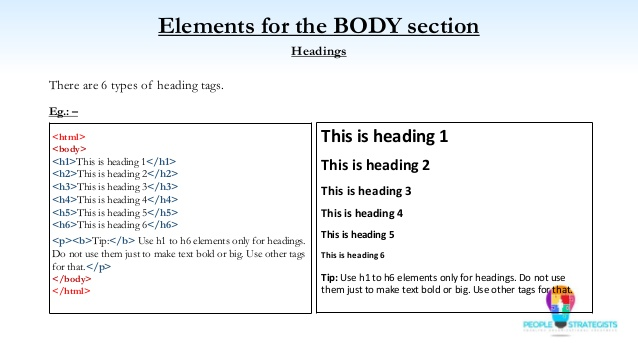 Elements for the BODY section
Headings
There are 6 types of heading tags.
Eg.: –
<html>
<body>
<h1>This is heading 1</h1>
<h2>This is heading 2</h2>
<h3>This is heading 3</h3>
<h4>This is heading 4</h4>
<h5>This is heading 5</h5>
<h6>This is heading 6</h6>
<p><b>Tip:</b> Use h1 to h6 elements only for headings.
Do not use them just to make text bold or big. Use other tags
for that.</p>
</body>
</html>
This is heading 1
This is heading 2
This is heading 3
This is heading 4
This is heading 5
This is heading 6
Tip: Use h1 to h6 elements only for headings. Do not use
them just to make text bold or big. Use other tags for that.
PEOPLE STRATEGISTS